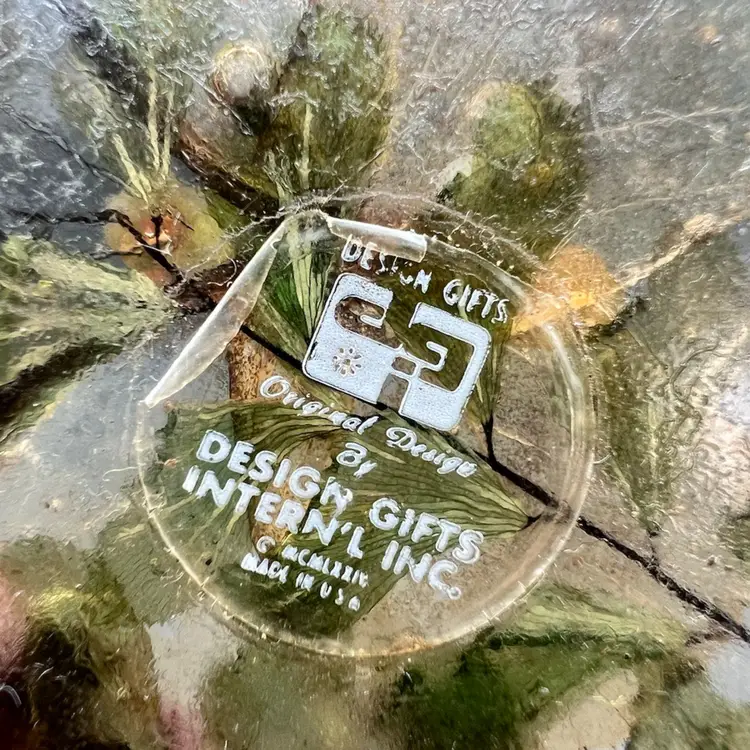 DESIGN GIFTS
Original Design
By
DESIGN GIFTS
INTERN'L INC.
© MCMLXXIV
MADE IN U S A